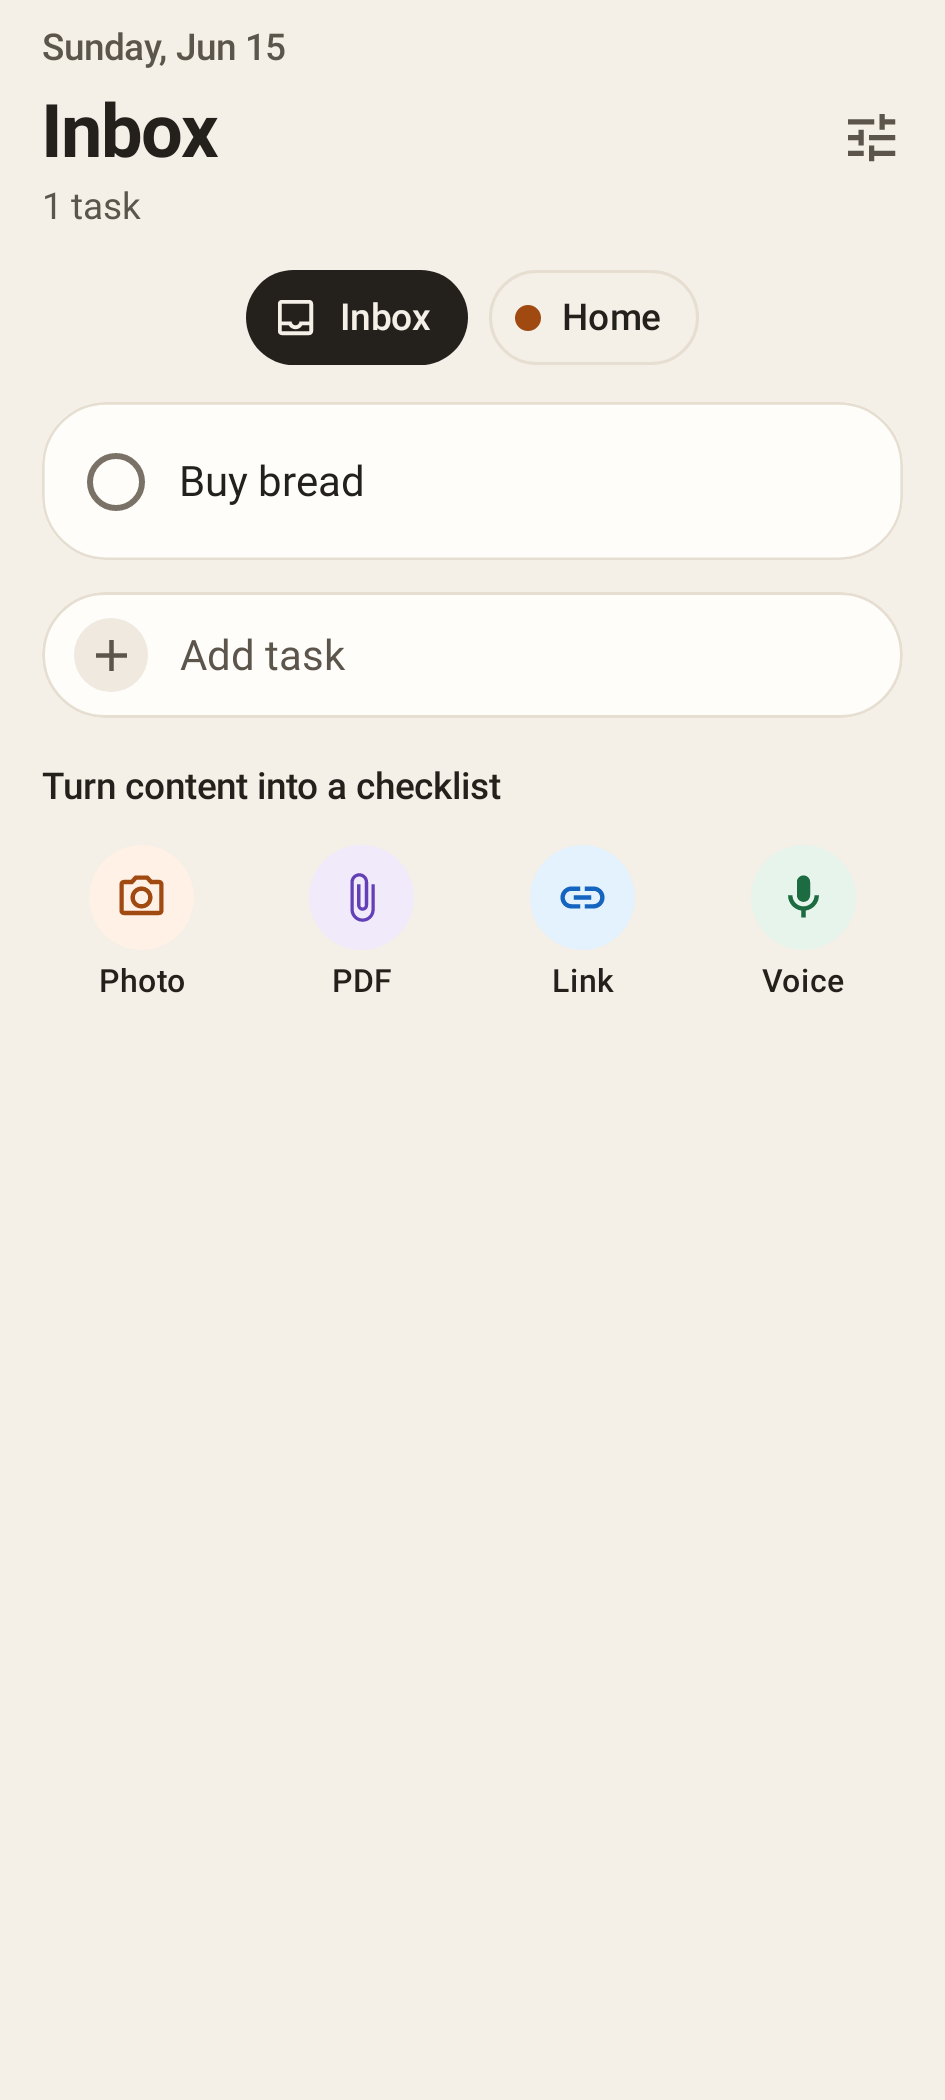 Sunday, Jun 15
Inbox
1 task
Inbox
Home
Buy bread
Add task
Turn content into a checklist
Photo
PDF
Link
Voice